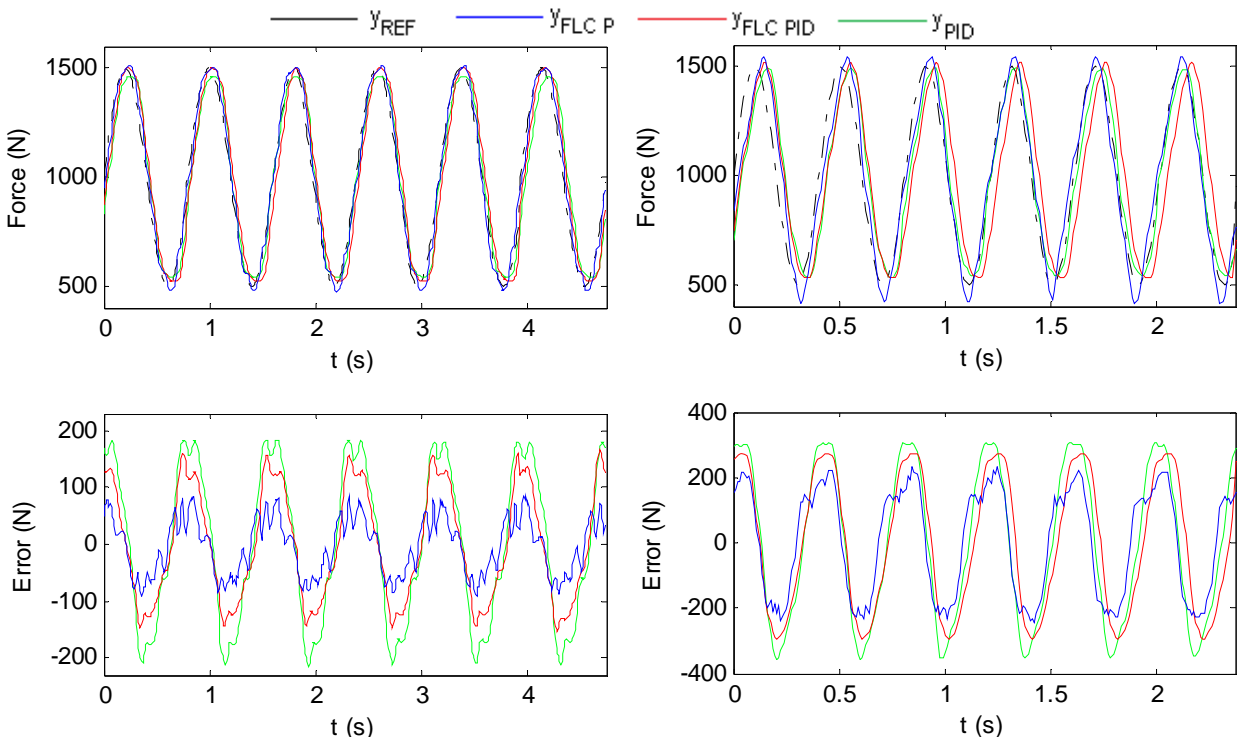 yREF yFLC P yFLC PID yPID
1500
1000
500
Force (N)
0 1 2 3 4
t (s)
1500
1000
500
Force (N)
0 0.5 1 1.5 2
t (s)
200
100
0
-100
-200
Error (N)
0 1 2 3 4
t (s)
400
200
0
-200
-400
Error (N)
0 0.5 1 1.5 2
t (s)